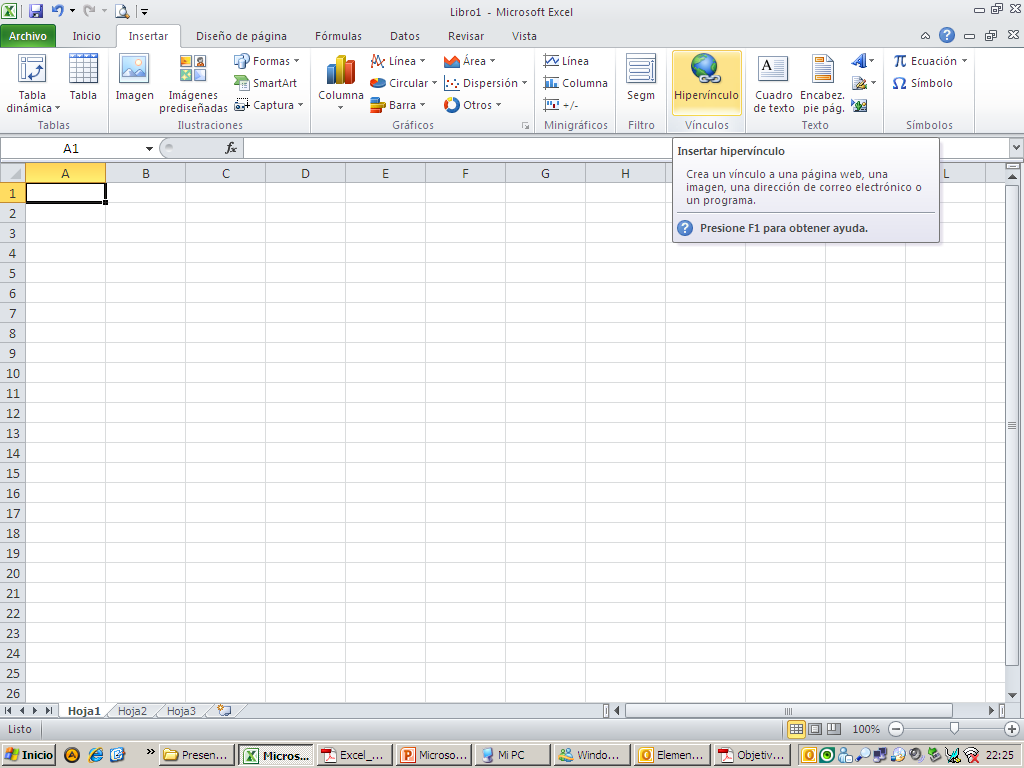 Libro1 - Microsoft Excel
Archivo Inicio Insertar Diseño de página Fórmulas Datos Revisar Vista
Tabla dinámica
Tabla
Imagen
Imágenes prediseñadas
Formas
SmartArt
Captura
Columna
Línea
Circular
Barra
Área
Dispersión
Otros
Línea
Columna
+/-
Segm
Hipervínculo
Cuadro de texto
Encabez. pie pág.
A
Ecuación
Símbolo
Tablas Ilustraciones Gráficos Minigráficos Filtro Vínculos Texto Símbolos
A1 fx
Insertar hipervínculo
Crea un vínculo a una página web, una
imagen, una dirección de correo electrónico o
un programa.
Presione F1 para obtener ayuda.
A B C D E F G H L
1
2
3
4
5
6
7
8
9
10
11
12
13
14
15
16
17
18
19
20
21
22
23
24
25
26
Hoja1 Hoja2 Hoja3
Listo 100%
Inicio » Presen... Micros... Excel_... Microso... Mi PC Windo... Elemen... Objetiv... 22:25